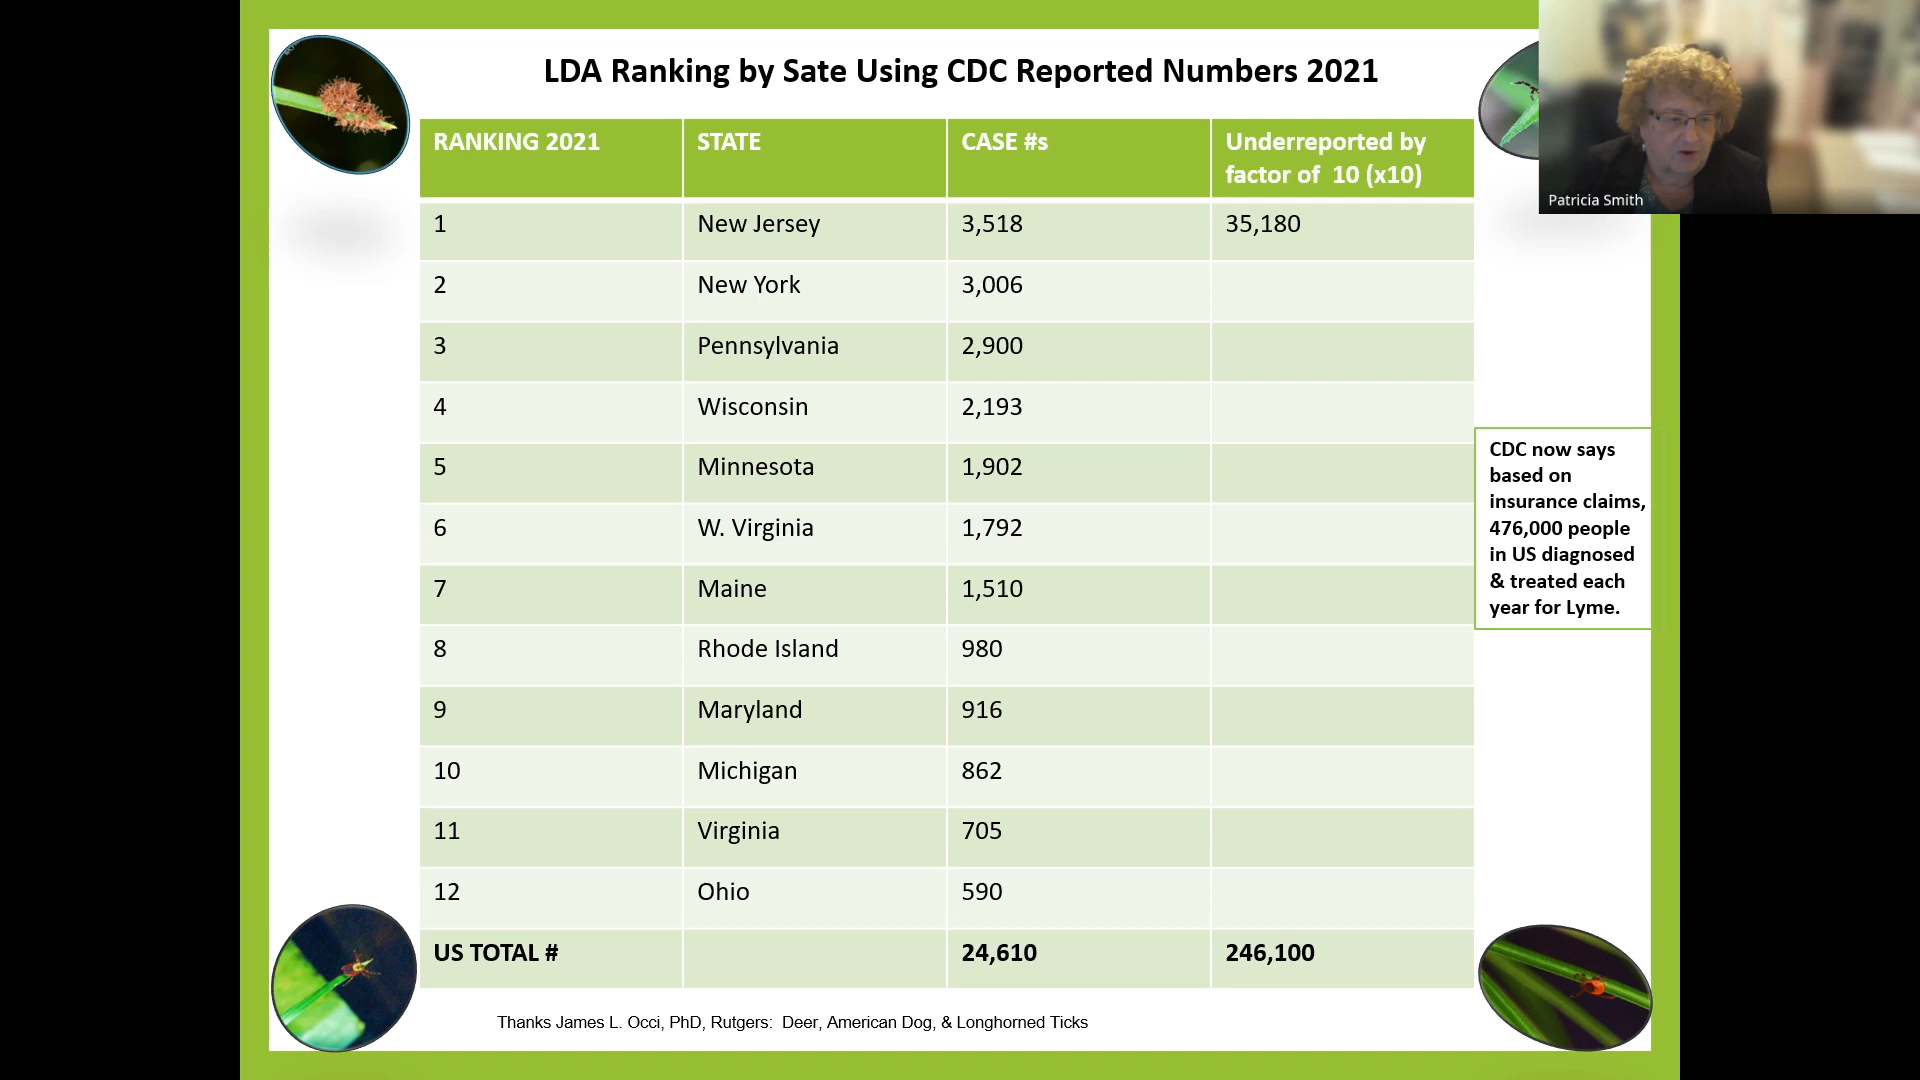 LDA Ranking by Sate Using CDC Reported Numbers 2021
RANKING 2021 STATE CASE #s Underreported by
factor of 10 (x10)
1 New Jersey 3,518 35,180
2 New York 3,006
3 Pennsylvania 2,900
4 Wisconsin 2,193
5 Minnesota 1,902
6 W. Virginia 1,792
7 Maine 1,510
8 Rhode Island 980
9 Maryland 916
10 Michigan 862
11 Virginia 705
12 Ohio 590
US TOTAL # 24,610 246,100
CDC now says
based on
insurance claims,
476,000 people
in US diagnosed
& treated each
year for Lyme.
Thanks James L. Occi, PhD, Rutgers: Deer, American Dog, & Longhorned Ticks
Patricia Smith